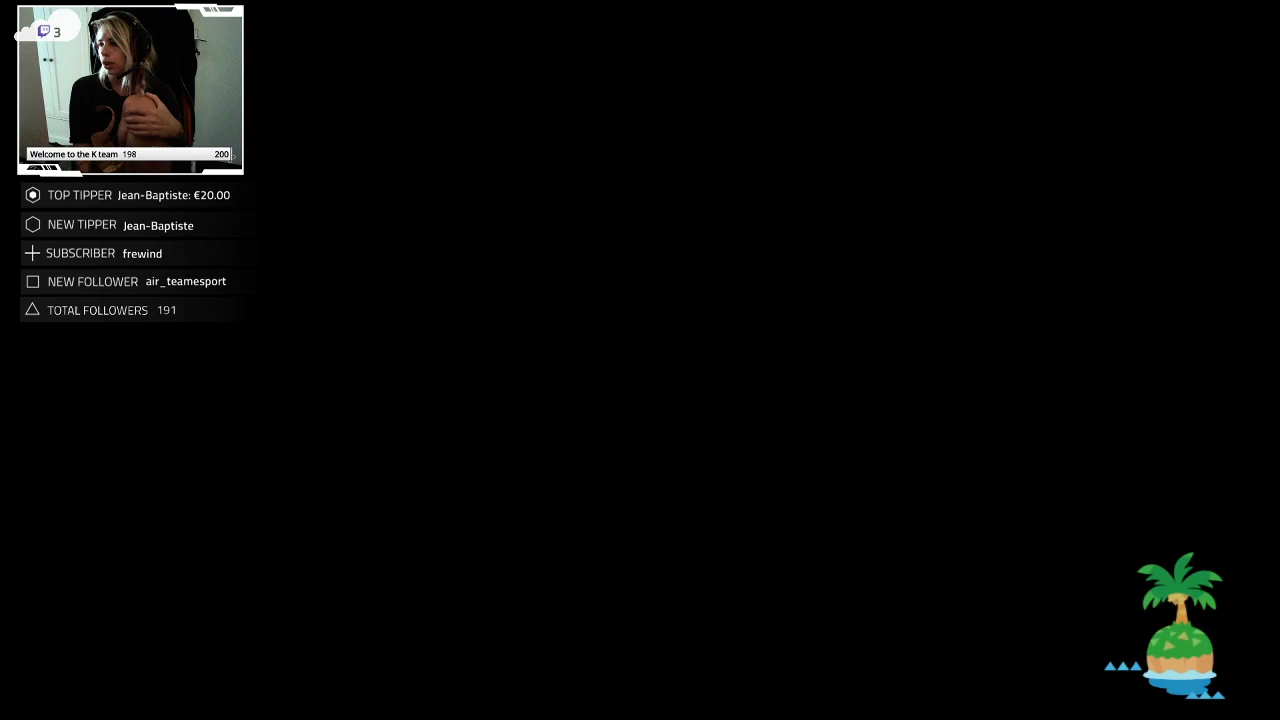 3
Welcome to the K team 198 200
TOP TIPPER Jean-Baptiste: €20.00
NEW TIPPER Jean-Baptiste
SUBSCRIBER frewind
NEW FOLLOWER air_teamesport
TOTAL FOLLOWERS 191